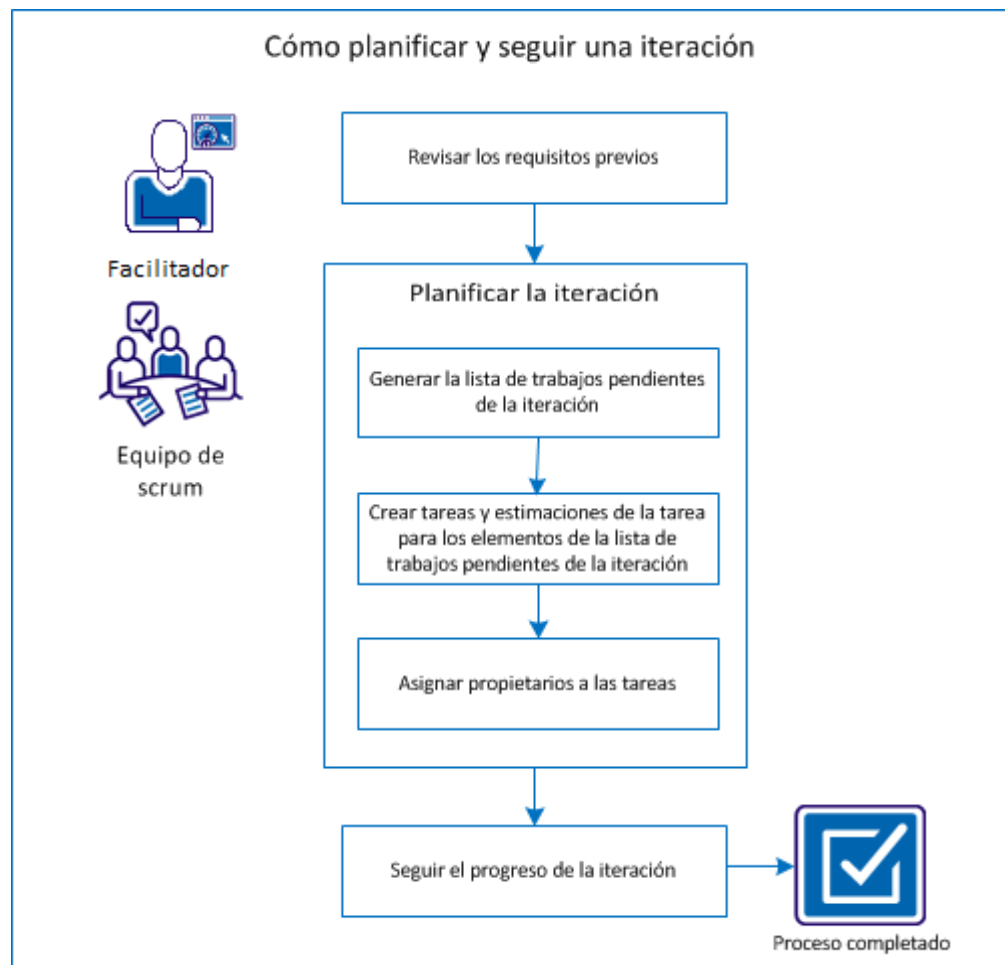 Cómo planificar y seguir una iteración
Facilitador
Equipo de
scrum
Revisar los requisitos previos
Planificar la iteración
Generar la lista de trabajos pendientes
de la iteración
Crear tareas y estimaciones de la tarea
para los elementos de la lista de
trabajos pendientes de la iteración
Asignar propietarios a las tareas
Seguir el progreso de la iteración
Proceso completado